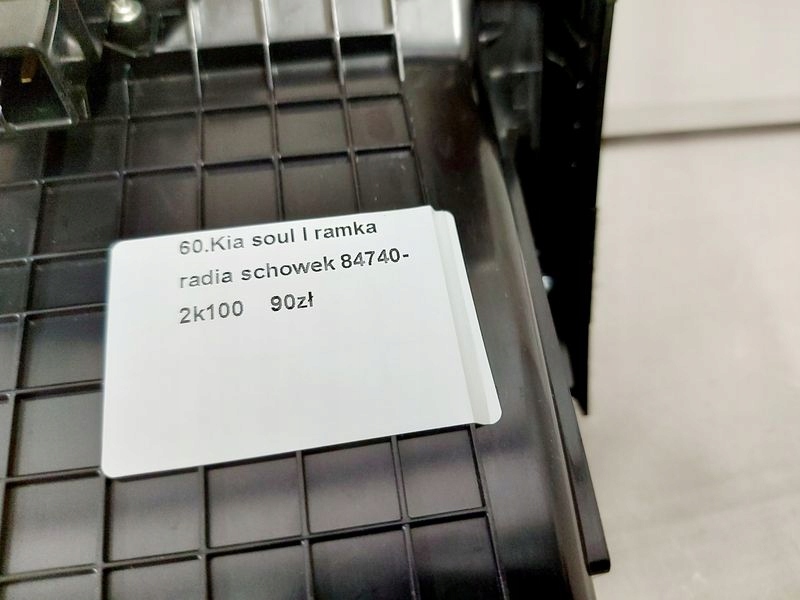 60.Kia soul I ramka
radia schowek 84740-
2k100 90zł